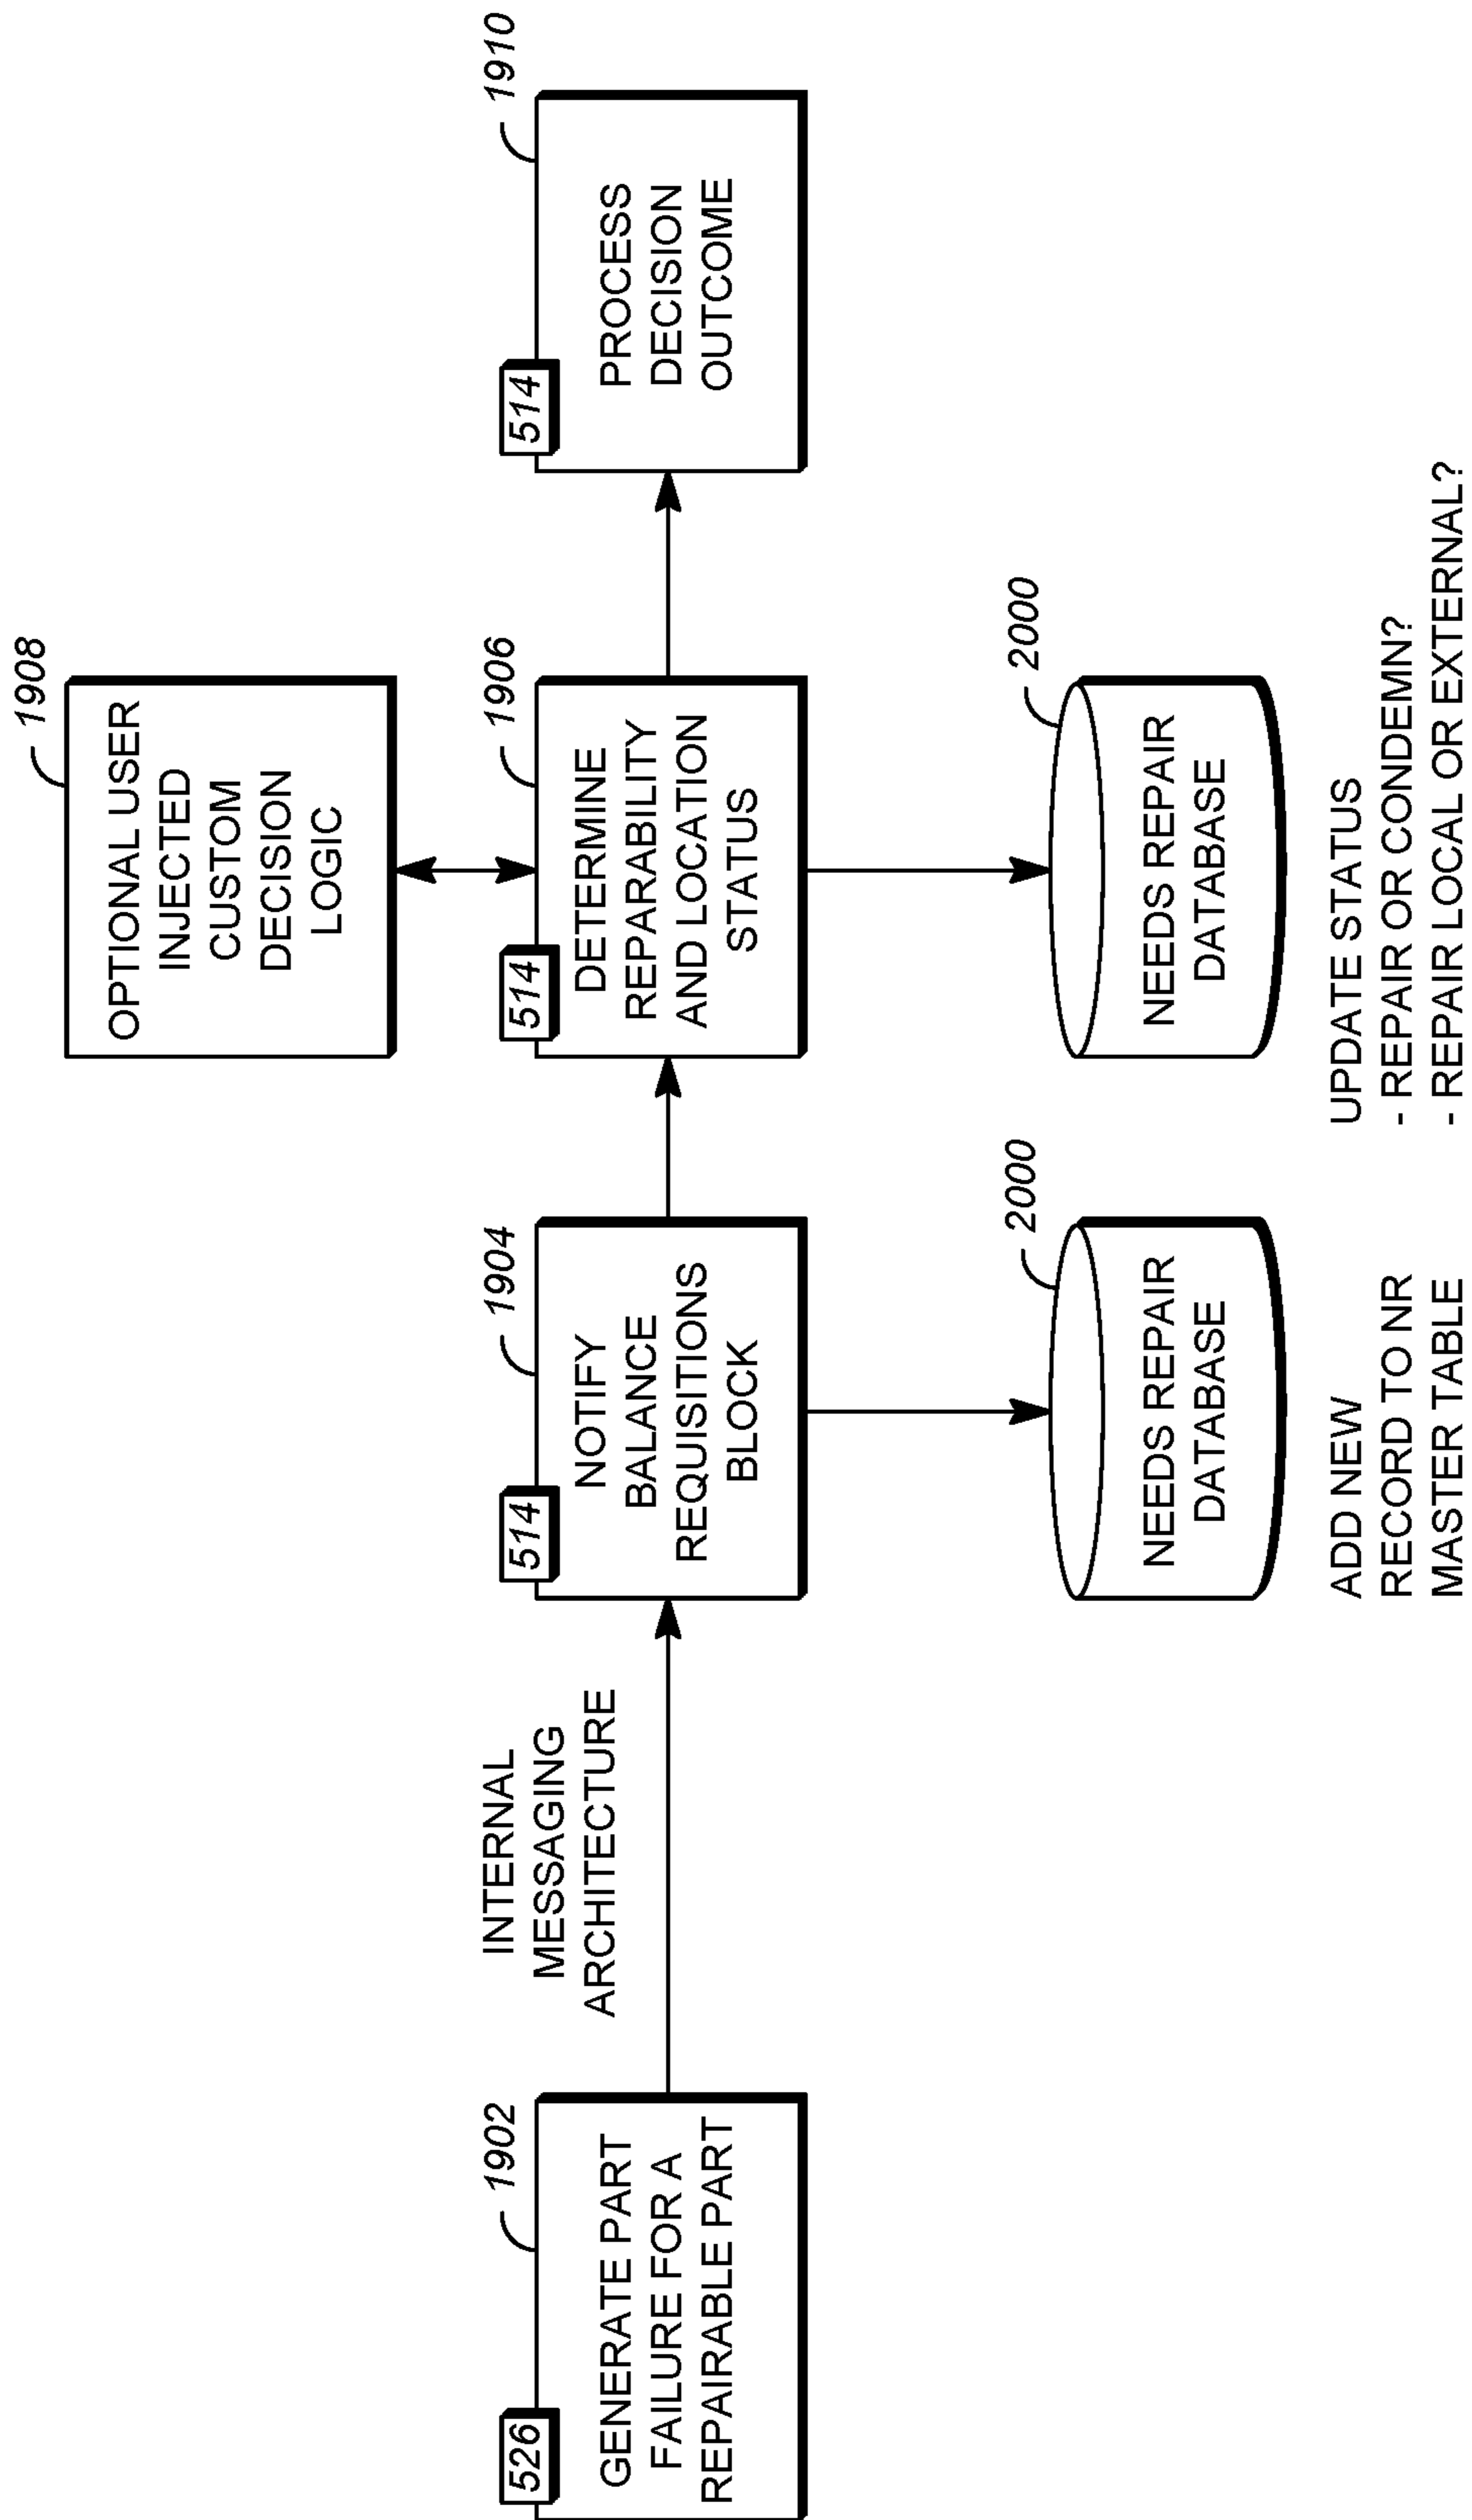 1908
OPTIONAL USER
INJECTED
CUSTOM
DECISION
LOGIC
526
1902
GENERATE PART
FAILURE FOR A
REPAIRABLE PART
INTERNAL
MESSAGING
ARCHITECTURE
514
1904
NOTIFY
BALANCE
REQUISITIONS
BLOCK
514
1906
DETERMINE
REPARABILITY
AND LOCATION
STATUS
514
1910
PROCESS
DECISION
OUTCOME
2000
NEEDS REPAIR
DATABASE
ADD NEW
RECORD TO NR
MASTER TABLE
2000
NEEDS REPAIR
DATABASE
UPDATE STATUS
- REPAIR OR CONDEMN?
- REPAIR LOCAL OR EXTERNAL?